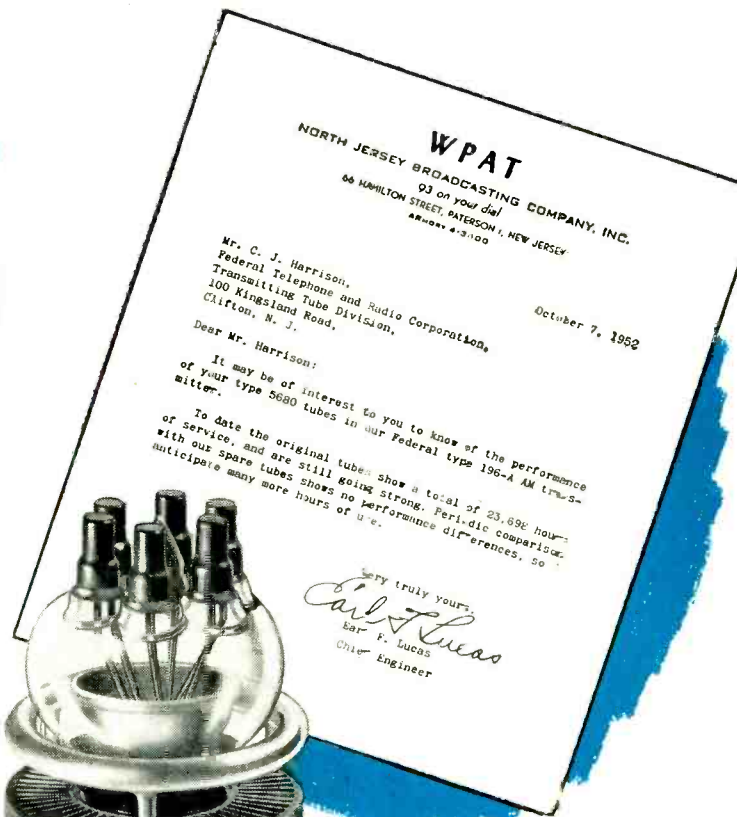 WPAT
NORTH JERSEY BROADCASTING COMPANY, INC.
93 on your dial
66 HAMILTON STREET, PATERSON 1, NEW JERSEY
ARMORY
October 7, 1952
Mr. C. J. Harrison,
Federal Telephone and Radio Corporation,
Transmitting Tube Division,
100 Kingsland Road,
Clifton, N. J.
Dear Mr. Harrison:
It may be of interest to you to know of the performance
of your type 5680 tubes in our Federal type 196-A AM trans-
mitter.
To date the original tubes show a total of 23,698 hours
of service, and are still going strong. Periodic comparison
with our spare tubes shows no performance differences, so
anticipate many more hours of use.
Very truly yours,
Earl F Lucas
Earl F. Lucas
Chief Engineer